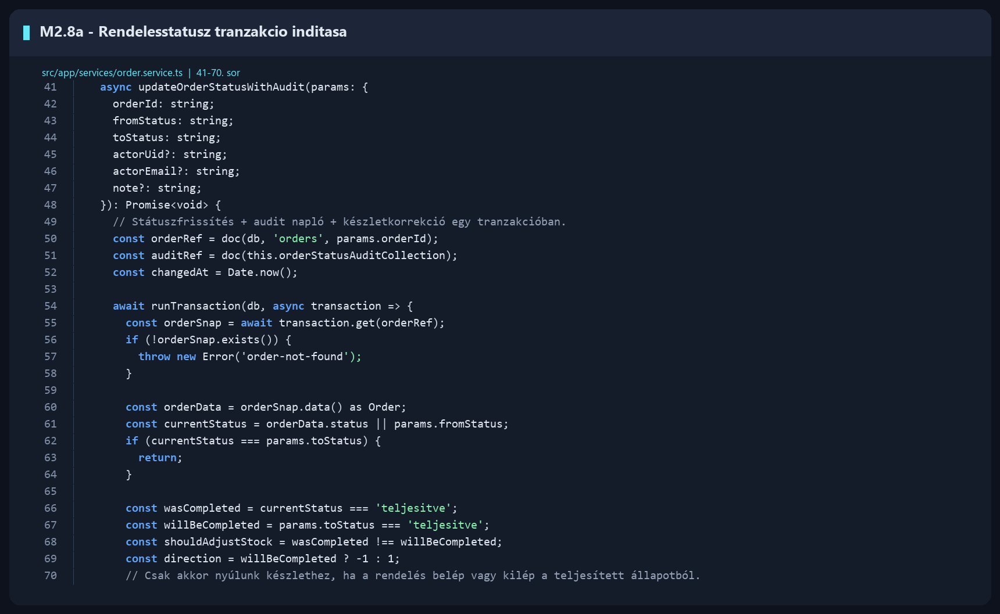 M2.8a - Rendelesstatusz tranzakcio inditasa
src/app/services/order.service.ts | 41-70. sor
41 async updateOrderStatusWithAudit(params: {
42 orderId: string;
43 fromStatus: string;
44 toStatus: string;
45 actorUid?: string;
46 actorEmail?: string;
47 note?: string;
48 }): Promise<void> {
49 // Státuszfrissítés + audit napló + készletkorrekció egy tranzakcióban.
50 const orderRef = doc(db, 'orders', params.orderId);
51 const auditRef = doc(this.orderStatusAuditCollection);
52 const changedAt = Date.now();
53
54 await runTransaction(db, async transaction => {
55 const orderSnap = await transaction.get(orderRef);
56 if (!orderSnap.exists()) {
57 throw new Error('order-not-found');
58 }
59
60 const orderData = orderSnap.data() as Order;
61 const currentStatus = orderData.status || params.fromStatus;
62 if (currentStatus === params.toStatus) {
63 return;
64 }
65
66 const wasCompleted = currentStatus === 'teljesitve';
67 const willBeCompleted = params.toStatus === 'teljesitve';
68 const shouldAdjustStock = wasCompleted !== willBeCompleted;
69 const direction = willBeCompleted ? -1 : 1;
70 // Csak akkor nyúlunk készlethez, ha a rendelés belép vagy kilép a teljesített állapotból.